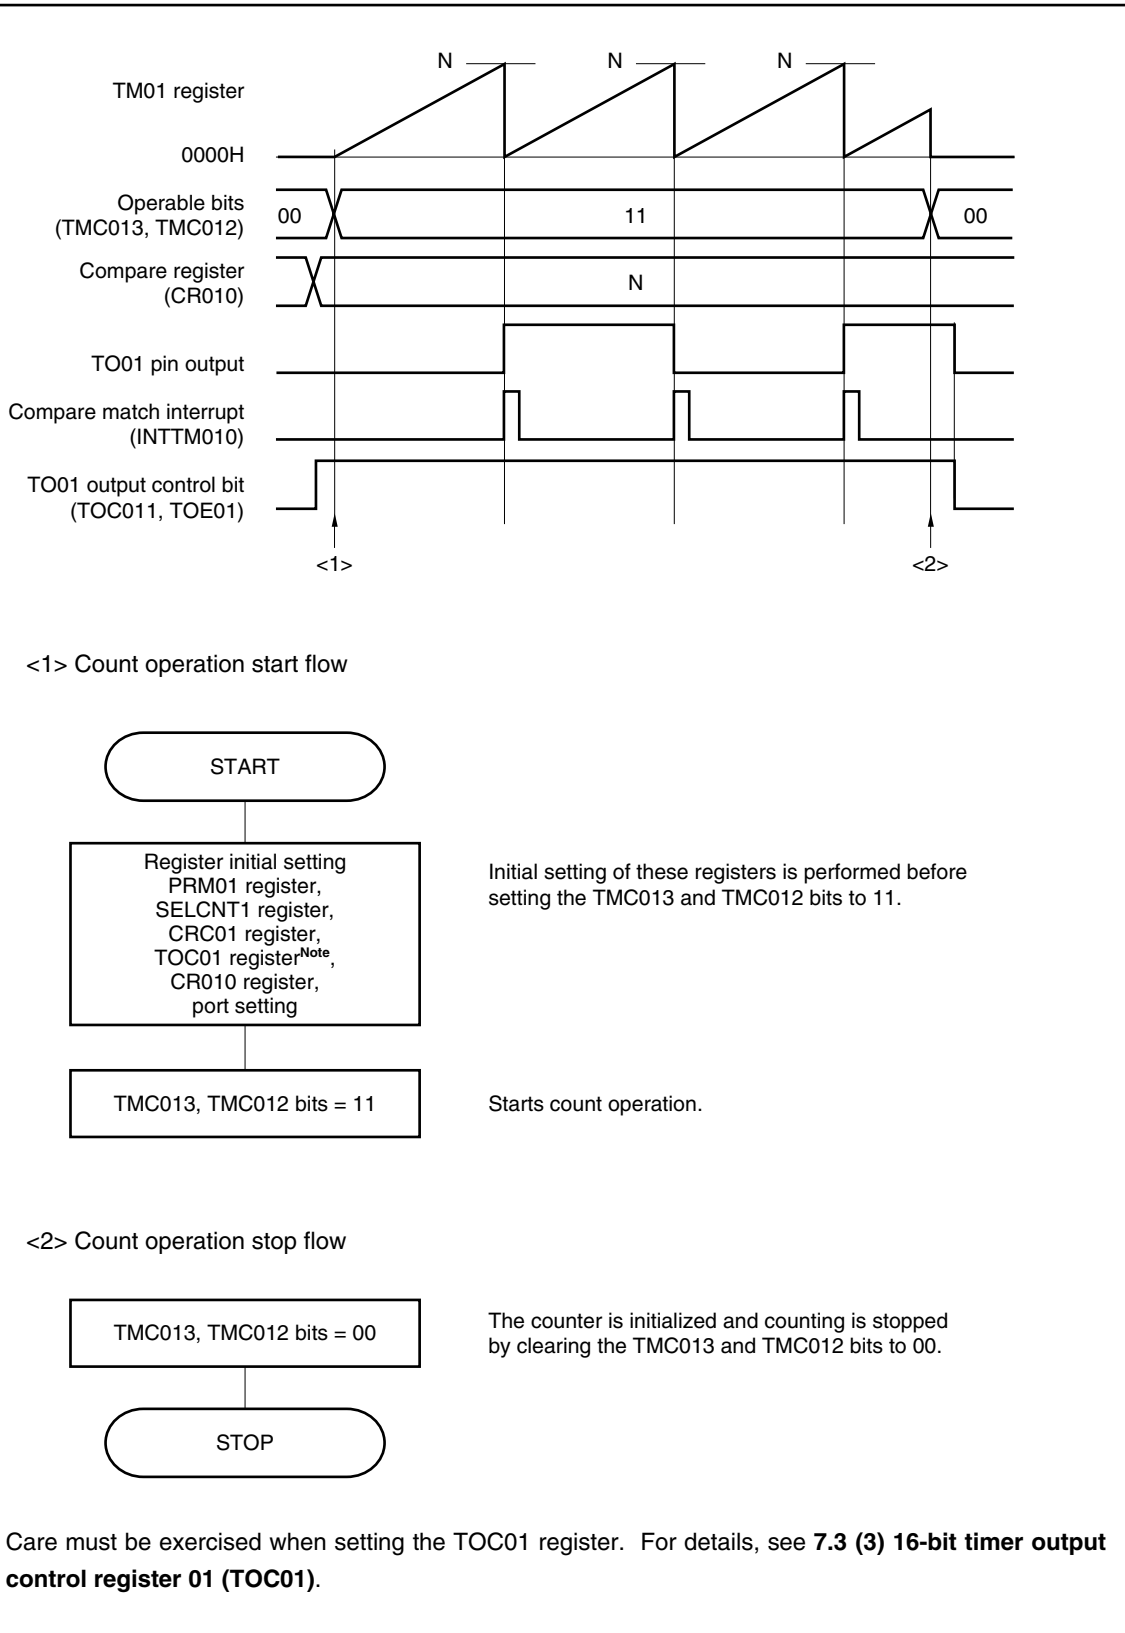 N N N
TM01 register
0000H
Operable bits
(TMC013, TMC012)
00 11 00
Compare register
(CR010)
N
TO01 pin output
Compare match interrupt
(INTTM010)
TO01 output control bit
(TOC011, TOE01)
<1> <2>
<1> Count operation start flow
START
Register initial setting
PRM01 register,
SELCNT1 register,
CRC01 register,
TOC01 registerNote,
CR010 register,
port setting
Initial setting of these registers is performed before
setting the TMC013 and TMC012 bits to 11.
TMC013, TMC012 bits = 11
Starts count operation.
<2> Count operation stop flow
TMC013, TMC012 bits = 00
The counter is initialized and counting is stopped
by clearing the TMC013 and TMC012 bits to 00.
STOP
Care must be exercised when setting the TOC01 register. For details, see 7.3 (3) 16-bit timer output
control register 01 (TOC01).